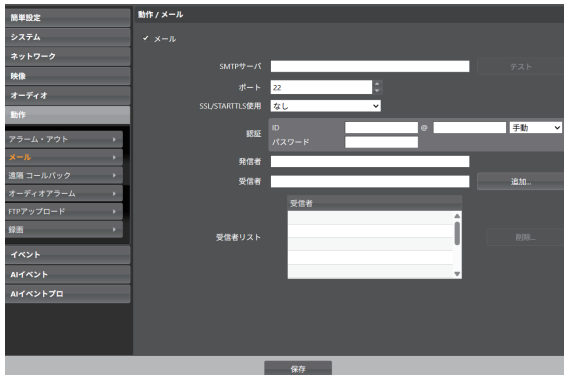 簡単設定
システム
ネットワーク
映像
オーディオ
動作
アラーム・アウト
メール
遠隔 コールバック
オーディオアラーム
FTPアップロード
録画
イベント
AIイベント
AIイベントプロ
動作 / メール
✓ メール
SMTPサーバ
テスト
ポート 22
SSL/STARTTLS使用 なし
認証
ID @ 手動
パスワード
発信者
受信者 追加...
受信者
受信者リスト
削除...
保存